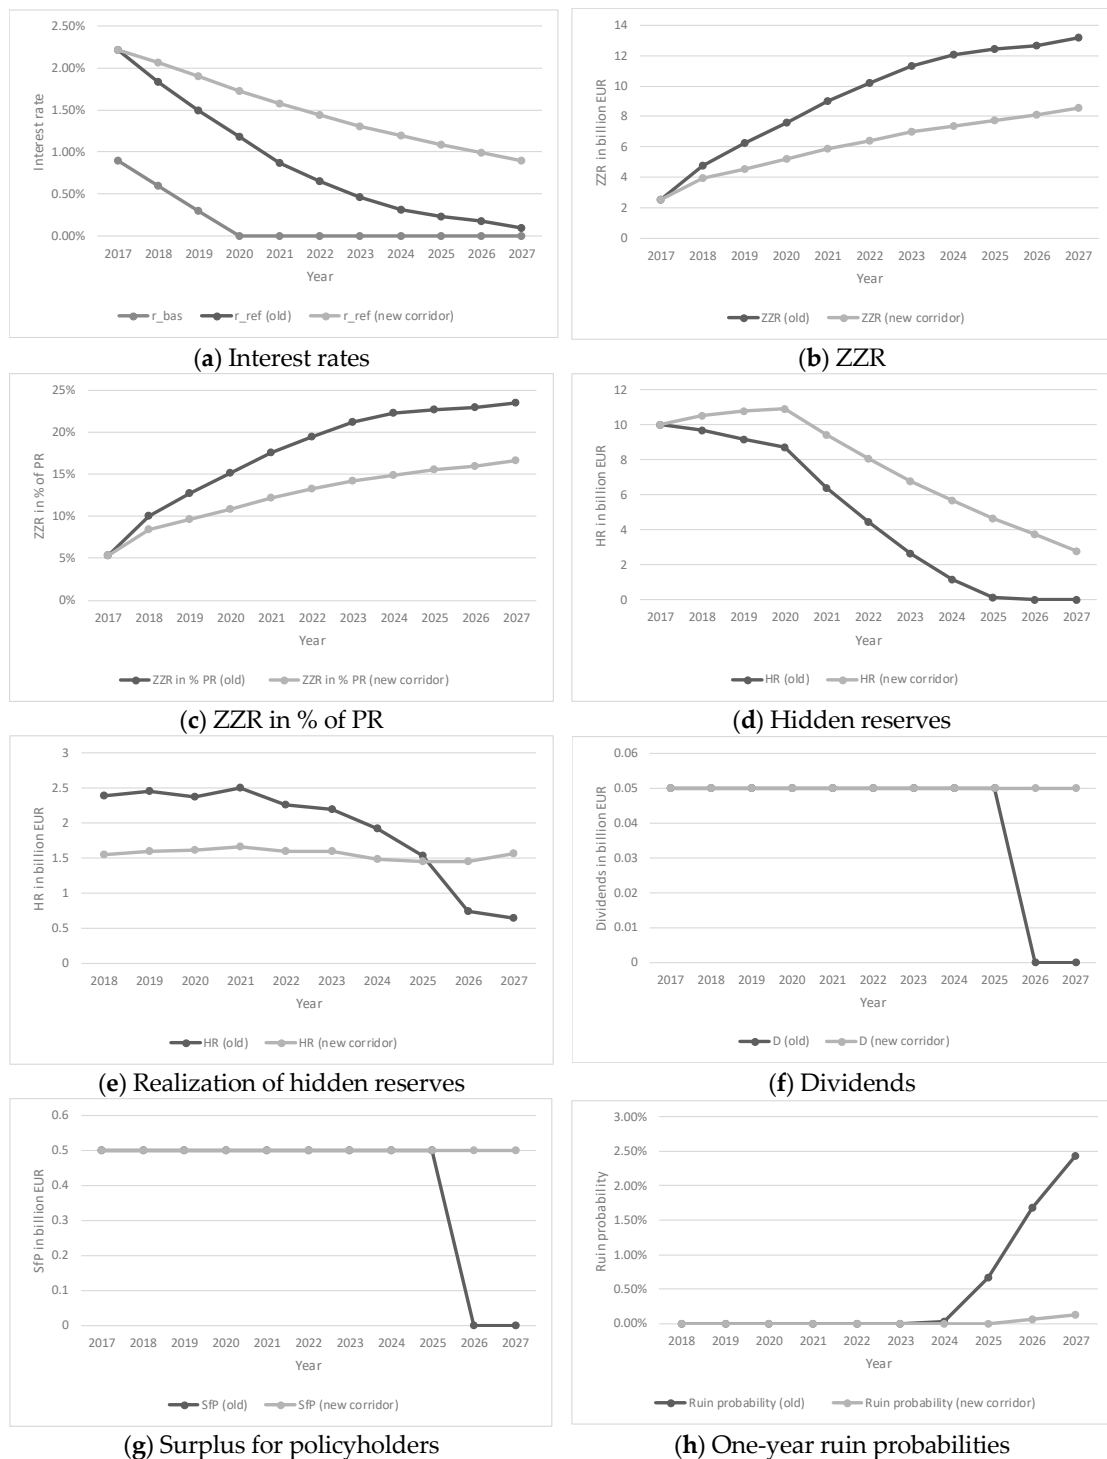 2.50%
2.00%
1.50%
1.00%
0.50%
0.00%
Interest rate
2017 2018 2019 2020 2021 2022 2023 2024 2025 2026 2027
Year
r_bas r_ref (old) r_ref (new corridor)
(a) Interest rates
14
12
10
8
6
4
2
0
ZZR in billion EUR
2017 2018 2019 2020 2021 2022 2023 2024 2025 2026 2027
Year
ZZR (old) ZZR (new corridor)
(b) ZZR
25%
20%
15%
10%
5%
0%
ZZR in % of PR
2017 2018 2019 2020 2021 2022 2023 2024 2025 2026 2027
Year
ZZR in % PR (old) ZZR in % PR (new corridor)
(c) ZZR in % of PR
12
10
8
6
4
2
0
HR in billion EUR
2017 2018 2019 2020 2021 2022 2023 2024 2025 2026 2027
Year
HR (old) HR (new corridor)
(d) Hidden reserves
3
2.5
2
1.5
1
0.5
0
HR in billion EUR
2018 2019 2020 2021 2022 2023 2024 2025 2026 2027
Year
HR (old) HR (new corridor)
(e) Realization of hidden reserves
0.06
0.05
0.04
0.03
0.02
0.01
0
Dividends in billion EUR
2017 2018 2019 2020 2021 2022 2023 2024 2025 2026 2027
Year
D (old) D (new corridor)
(f) Dividends
0.6
0.5
0.4
0.3
0.2
0.1
0
SfP in billion EUR
2017 2018 2019 2020 2021 2022 2023 2024 2025 2026 2027
Year
SfP (old) SfP (new corridor)
(g) Surplus for policyholders
3.00%
2.50%
2.00%
1.50%
1.00%
0.50%
0.00%
Ruin probability
2018 2019 2020 2021 2022 2023 2024 2025 2026 2027
Year
Ruin probability (old) Ruin probability (new corridor)
(h) One-year ruin probabilities